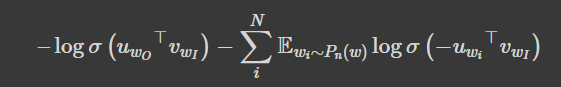 $-\log \sigma \left( {u_{w_O}}^\top v_{w_I} \right) - \sum_{i}^{N} \mathbb{E}_{w_i \sim P_n(w)} \log \sigma \left( -{u_{w_i}}^\top v_{w_I} \right)$